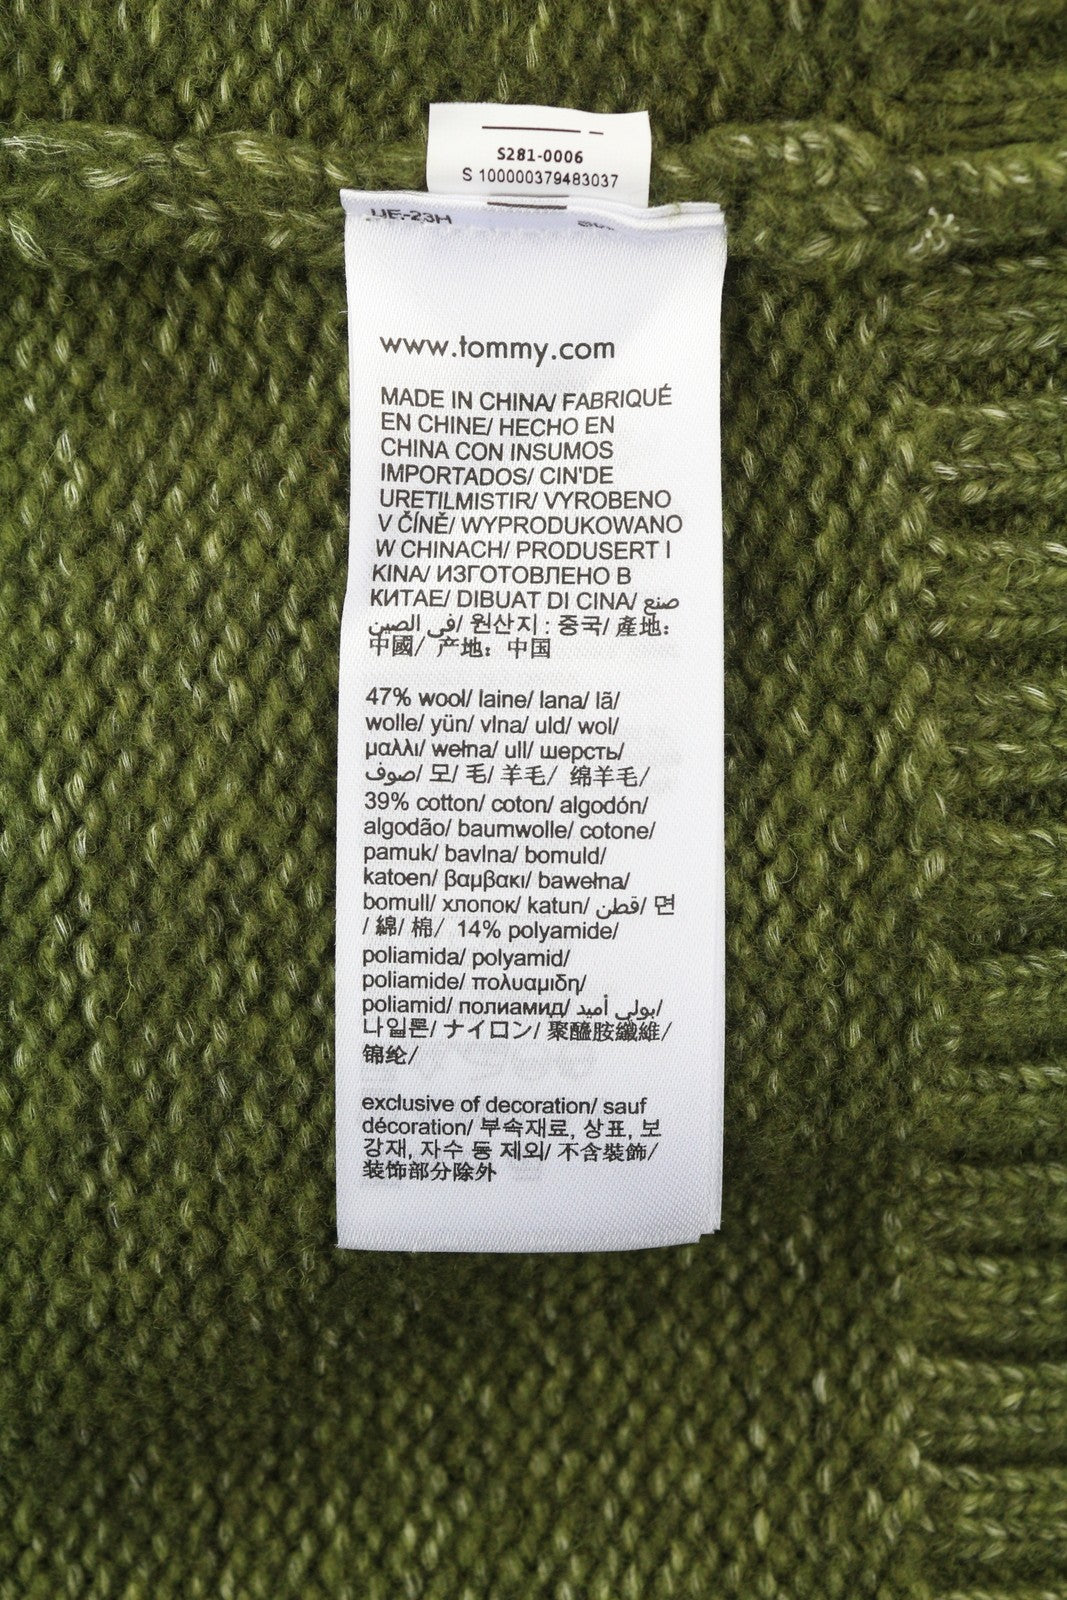 S281-0006
S 100000379483037
www.tommy.com
MADE IN CHINA/ FABRIQUÉ
EN CHINE/ HECHO EN
CHINA CON INSUMOS
IMPORTADOS/ CIN'DE
URETILMISTIR/ VYROBENO
V ČÍNĚ/ WYPRODUKOWANO
W CHINACH/ PRODUSERT I
KINA/ ИЗГОТОВЛЕНО В
КИТАЕ/ DIBUAT DI CINA/ صنع
في الصين/ 원산지 : 중국/ 產地:
中國/ 产地: 中国
47% wool/ laine/ lana/ lã/
wolle/ yün/ vlna/ uld/ wol/
μαλλι/ wełna/ ull/ шерсть/
صوف/ 모/ 毛/ 羊毛/ 绵羊毛/
39% cotton/ coton/ algodón/
algodão/ baumwolle/ cotone/
pamuk/ bavlna/ bomuld/
katoen/ βαμβακι/ bawełna/
bomull/ хлопок/ katun/ قطن/ 면
/ 綿/ 棉/ 14% polyamide/
poliamida/ polyamid/
poliamide/ πολυαμιδη/
poliamid/ полиамид/ بولي أميد/
나일론/ ナイロン/ 聚醯胺纖維/
锦纶/
exclusive of decoration/ sauf
décoration/ 부속재료, 상표, 보
강재, 자수 등 제외/ 不含裝飾/
装饰部分除外